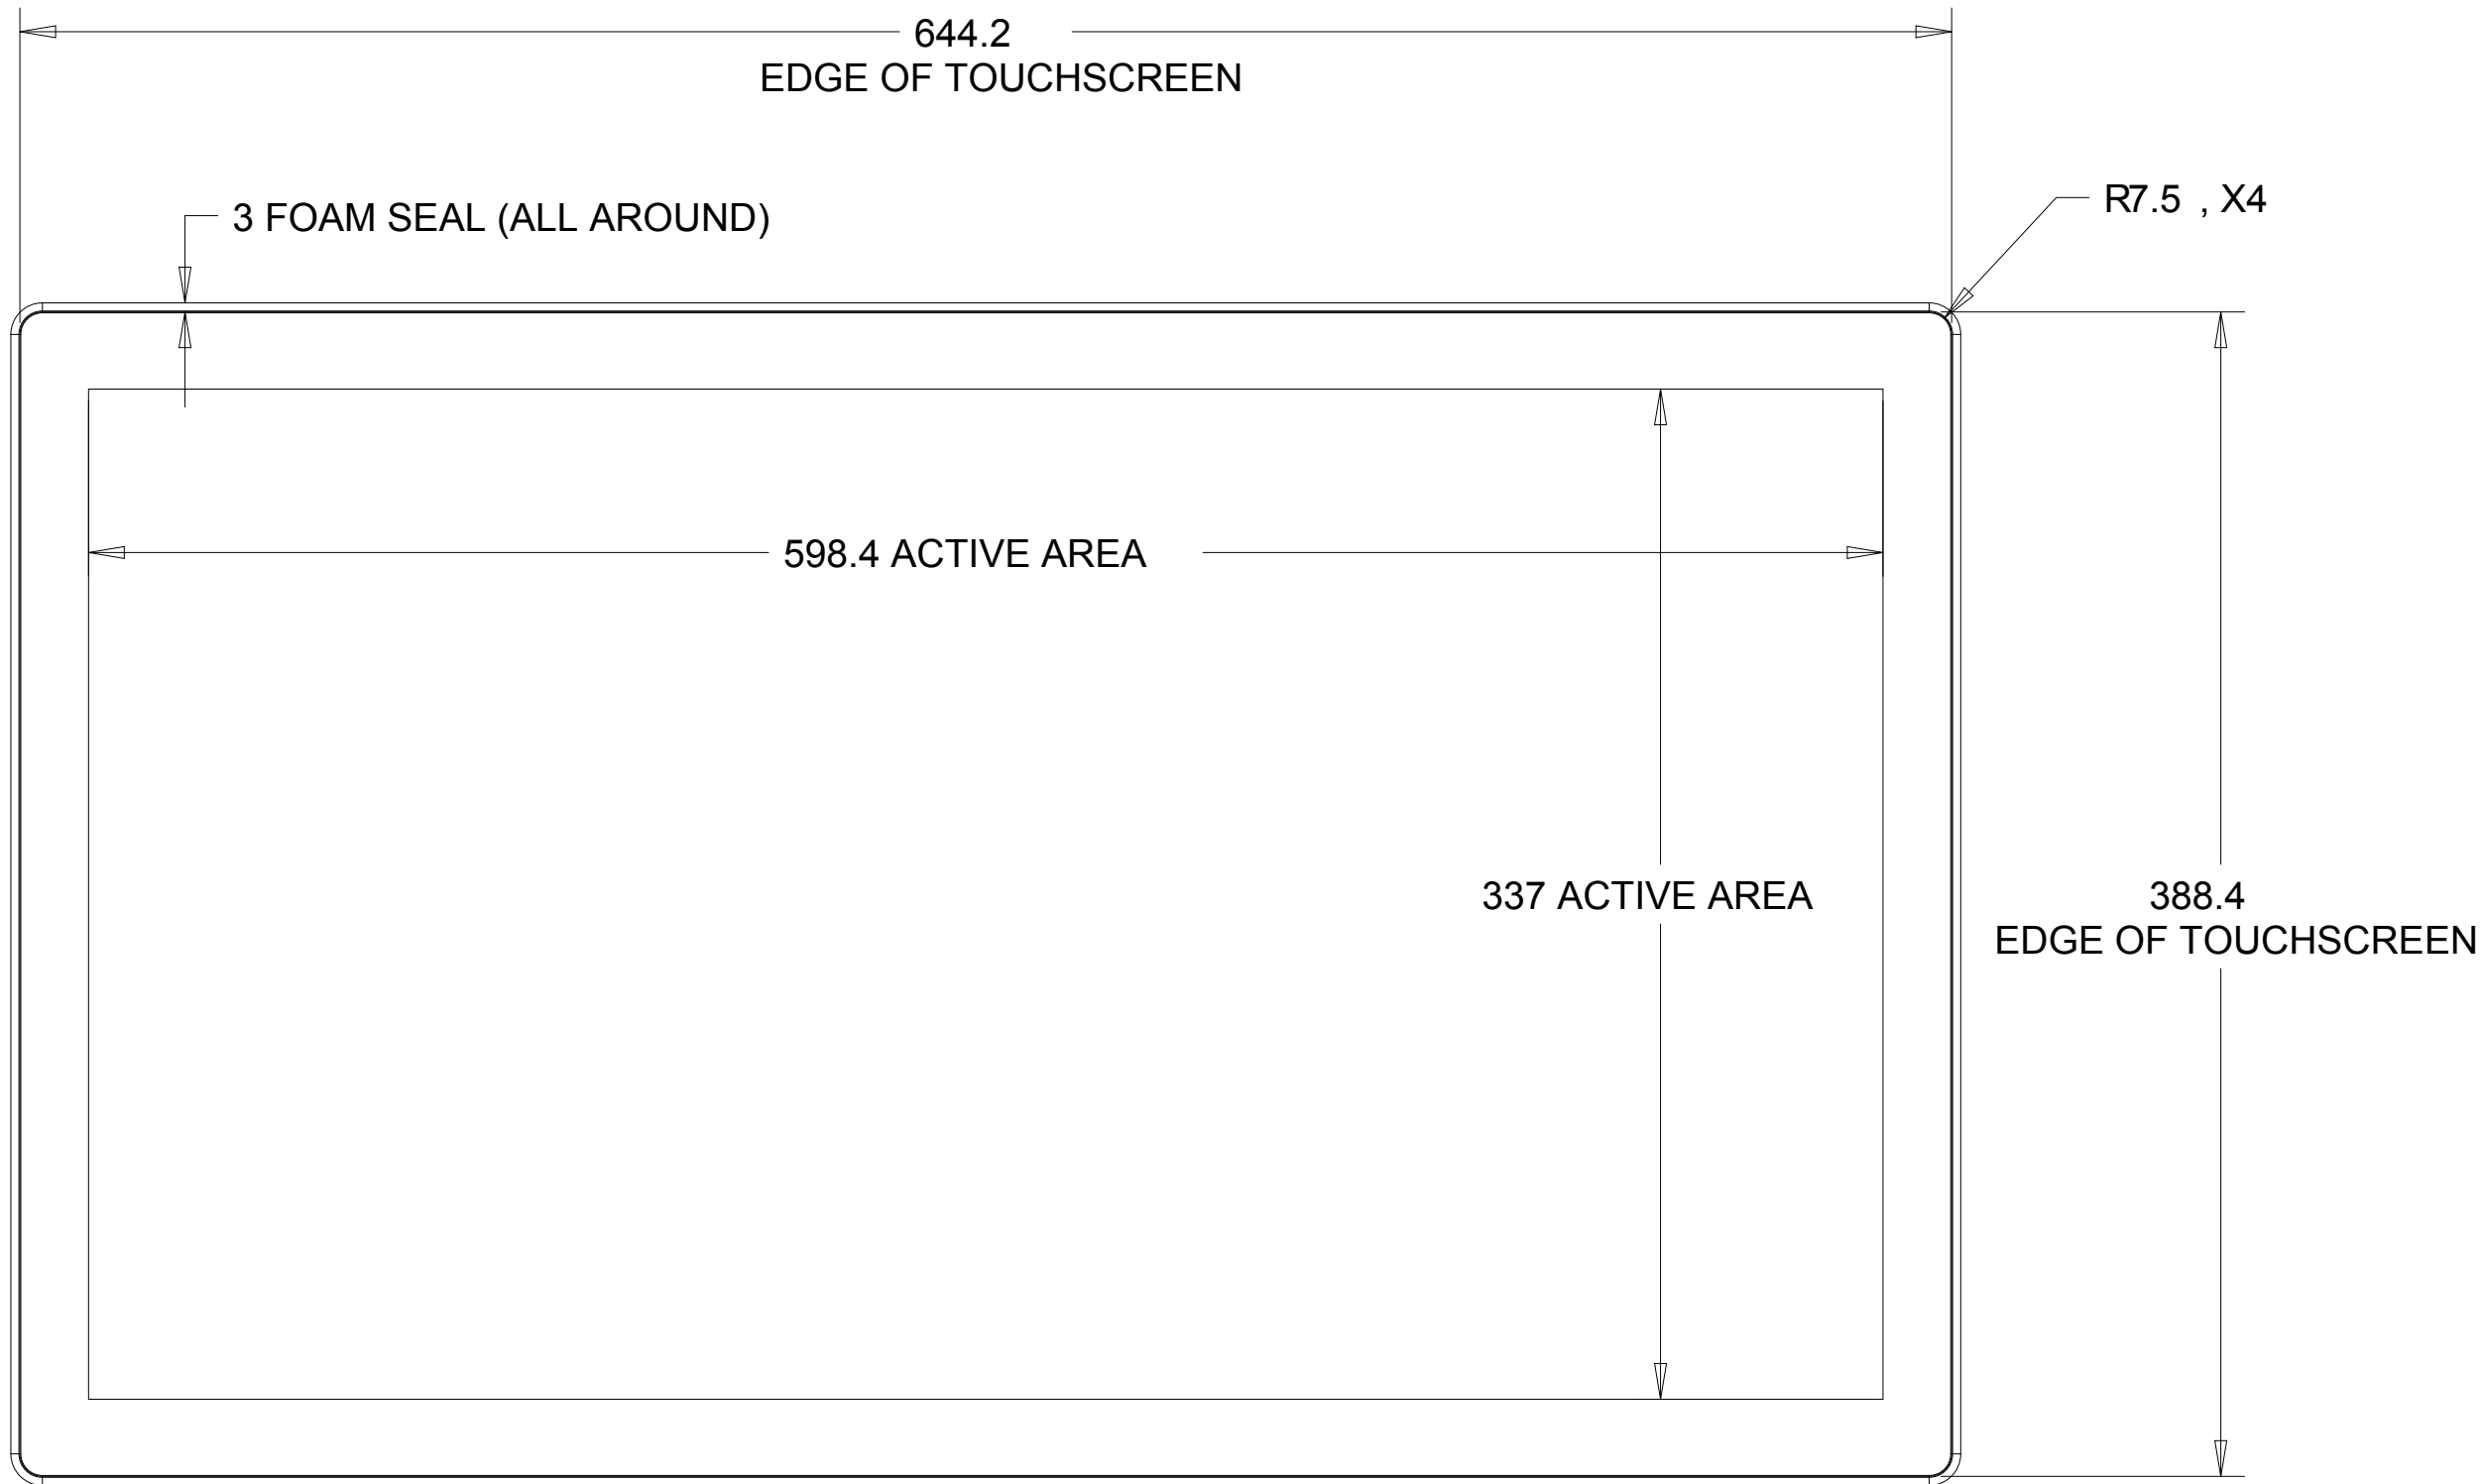 644.2
EDGE OF TOUCHSCREEN
R7.5 , X4
3 FOAM SEAL (ALL AROUND)
598.4 ACTIVE AREA
337 ACTIVE AREA
388.4
EDGE OF TOUCHSCREEN